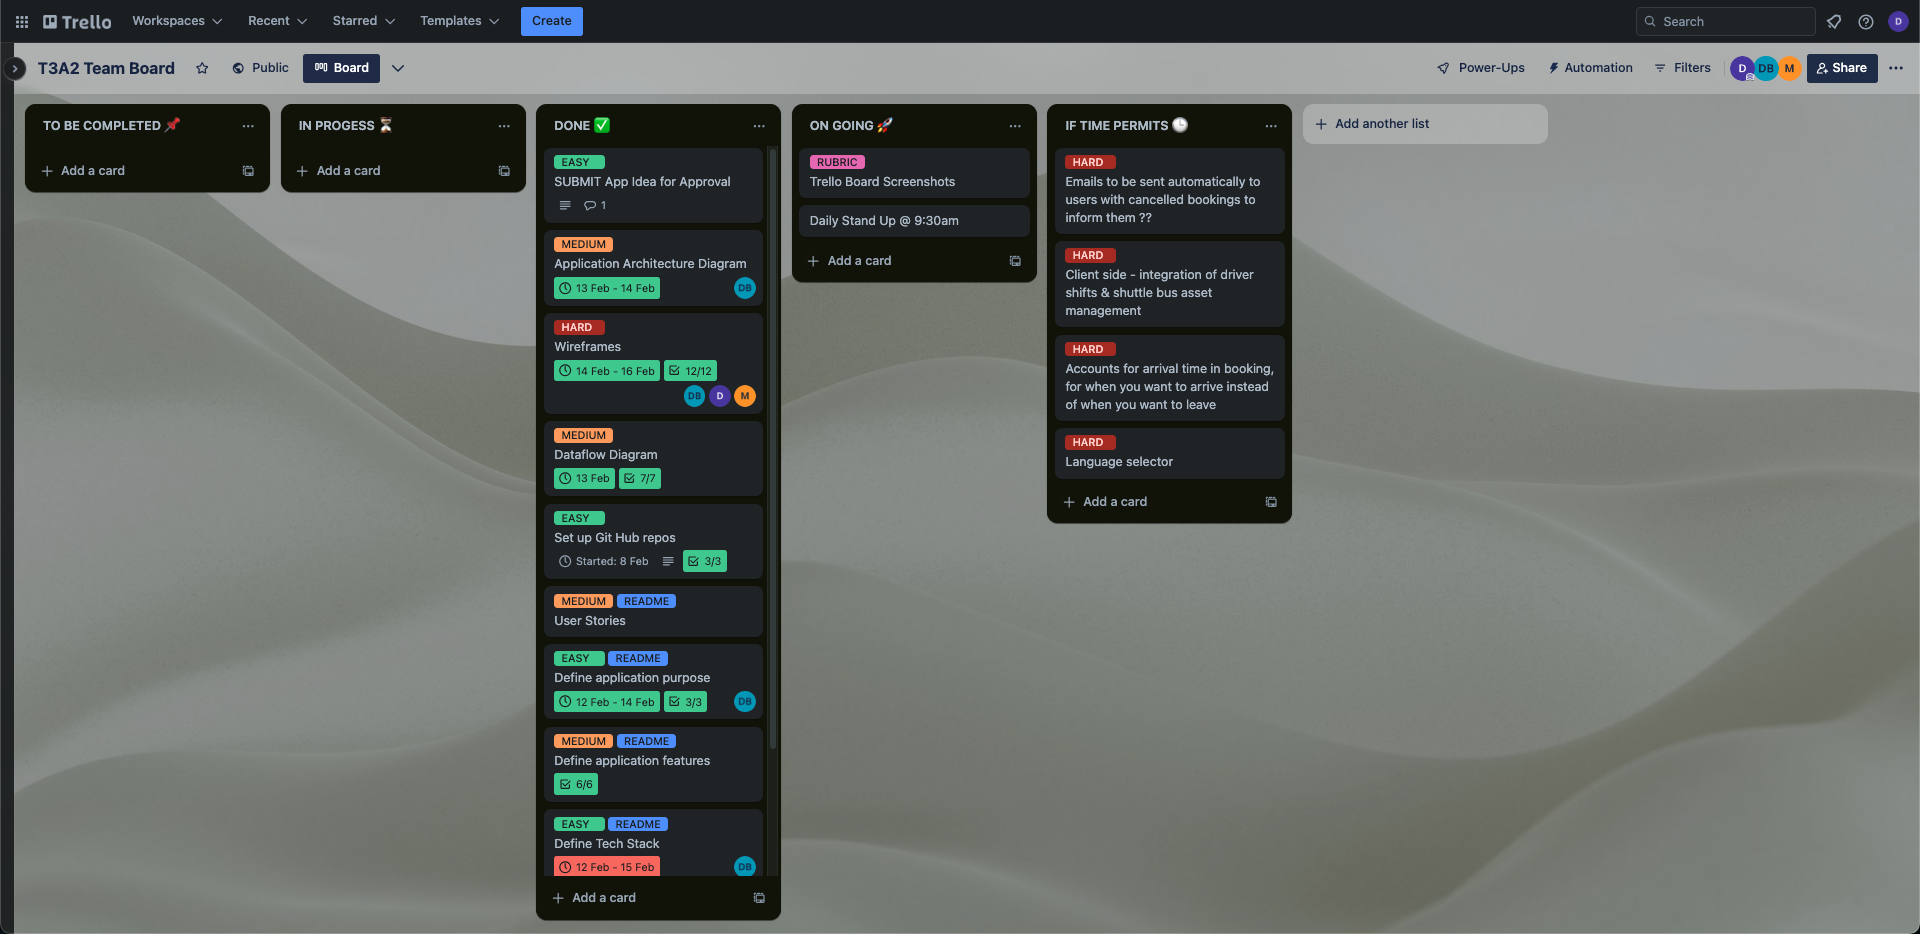 Trello
Workspaces
Recent
Starred
Templates
Create
Search
D
T3A2 Team Board
Public
Board
Power-Ups
Automation
Filters
D
DB
M
Share
TO BE COMPLETED
Add a card
IN PROGESS
Add a card
DONE
EASY
SUBMIT App Idea for Approval
1
MEDIUM
Application Architecture Diagram
13 Feb - 14 Feb
DB
HARD
Wireframes
14 Feb - 16 Feb
12/12
DB
D
M
MEDIUM
Dataflow Diagram
13 Feb
7/7
EASY
Set up Git Hub repos
Started: 8 Feb
3/3
MEDIUM
README
User Stories
EASY
README
Define application purpose
12 Feb - 14 Feb
3/3
DB
MEDIUM
README
Define application features
6/6
EASY
README
Define Tech Stack
12 Feb - 15 Feb
DB
Add a card
ON GOING
RUBRIC
Trello Board Screenshots
Daily Stand Up @ 9:30am
Add a card
IF TIME PERMITS
HARD
Emails to be sent automatically to
users with cancelled bookings to
inform them ??
HARD
Client side - integration of driver
shifts & shuttle bus asset
management
HARD
Accounts for arrival time in booking,
for when you want to arrive instead
of when you want to leave
HARD
Language selector
Add a card
Add another list